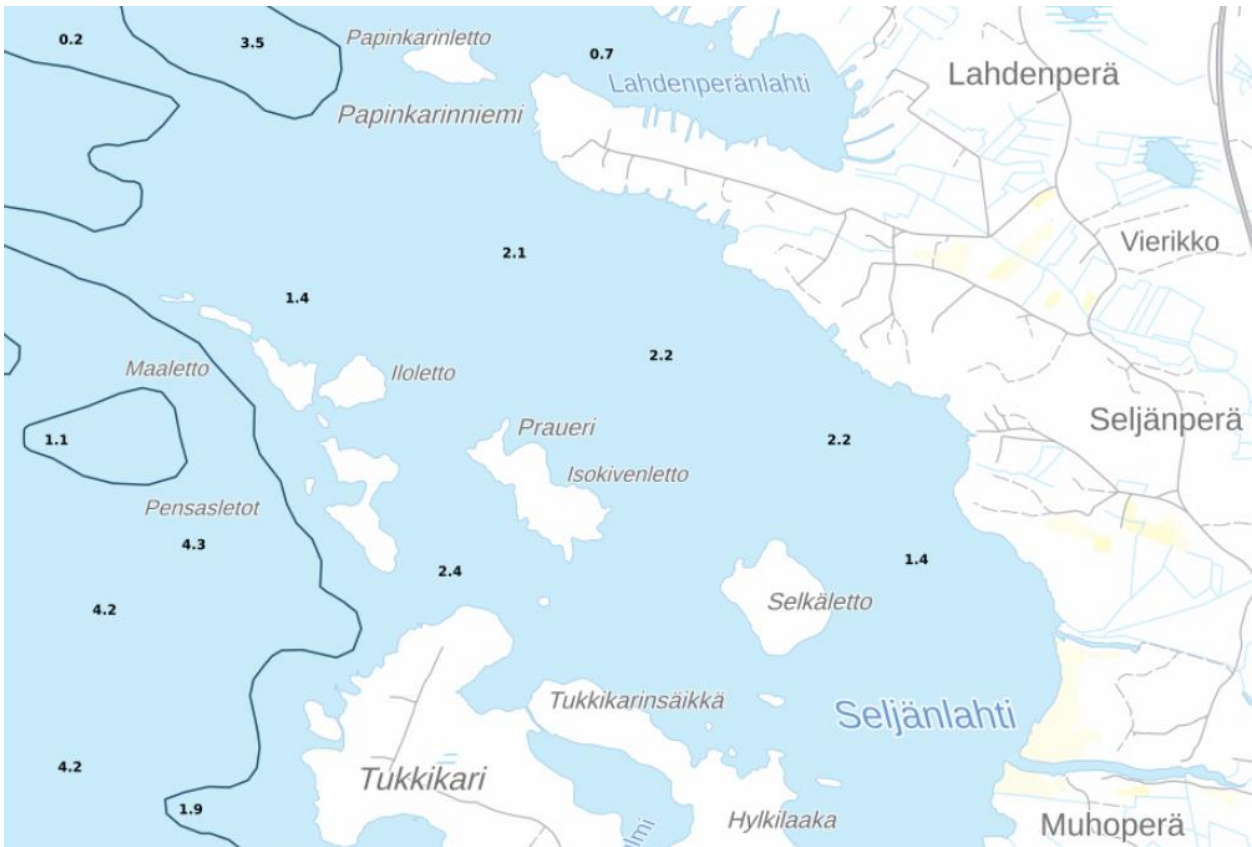 0.2
3.5
Papinkarinletto
0.7
Lahdenperänlahti
Lahdenperä
Papinkarinniemi
Vierikko
2.1
1.4
2.2
Maaletto
Iloletto
Seljänperä
1.1
Praueri
2.2
Isokivenletto
Pensasletot
4.3
2.4
1.4
4.2
Selkäletto
Tukkikarinsäikkä
Seljänlahti
4.2
Tukkikari
1.9
Hylkilaaka
Muhoperä